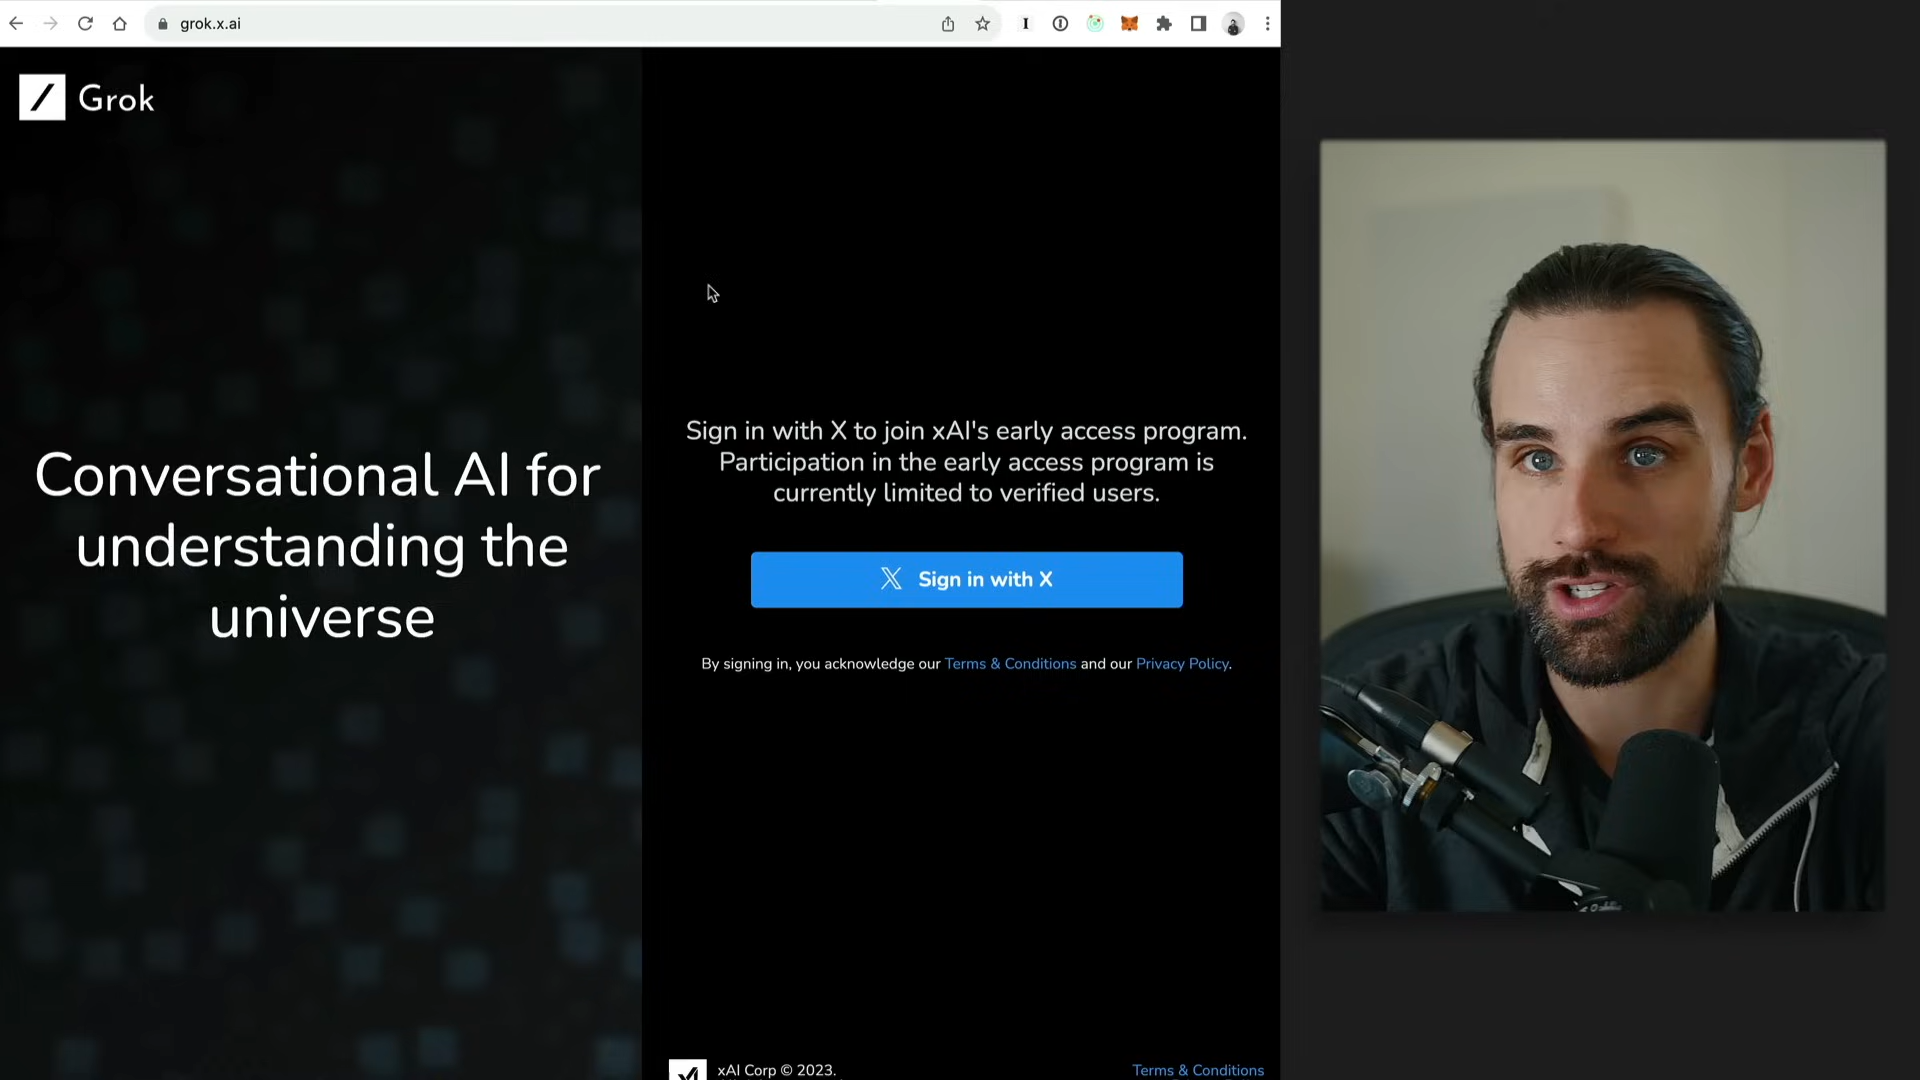 grok.x.ai
Grok
Conversational AI for
understanding the
universe
Sign in with X to join xAI's early access program.
Participation in the early access program is
currently limited to verified users.
Sign in with X
By signing in, you acknowledge our Terms & Conditions and our Privacy Policy.
xAI Corp © 2023.
Terms & Conditions